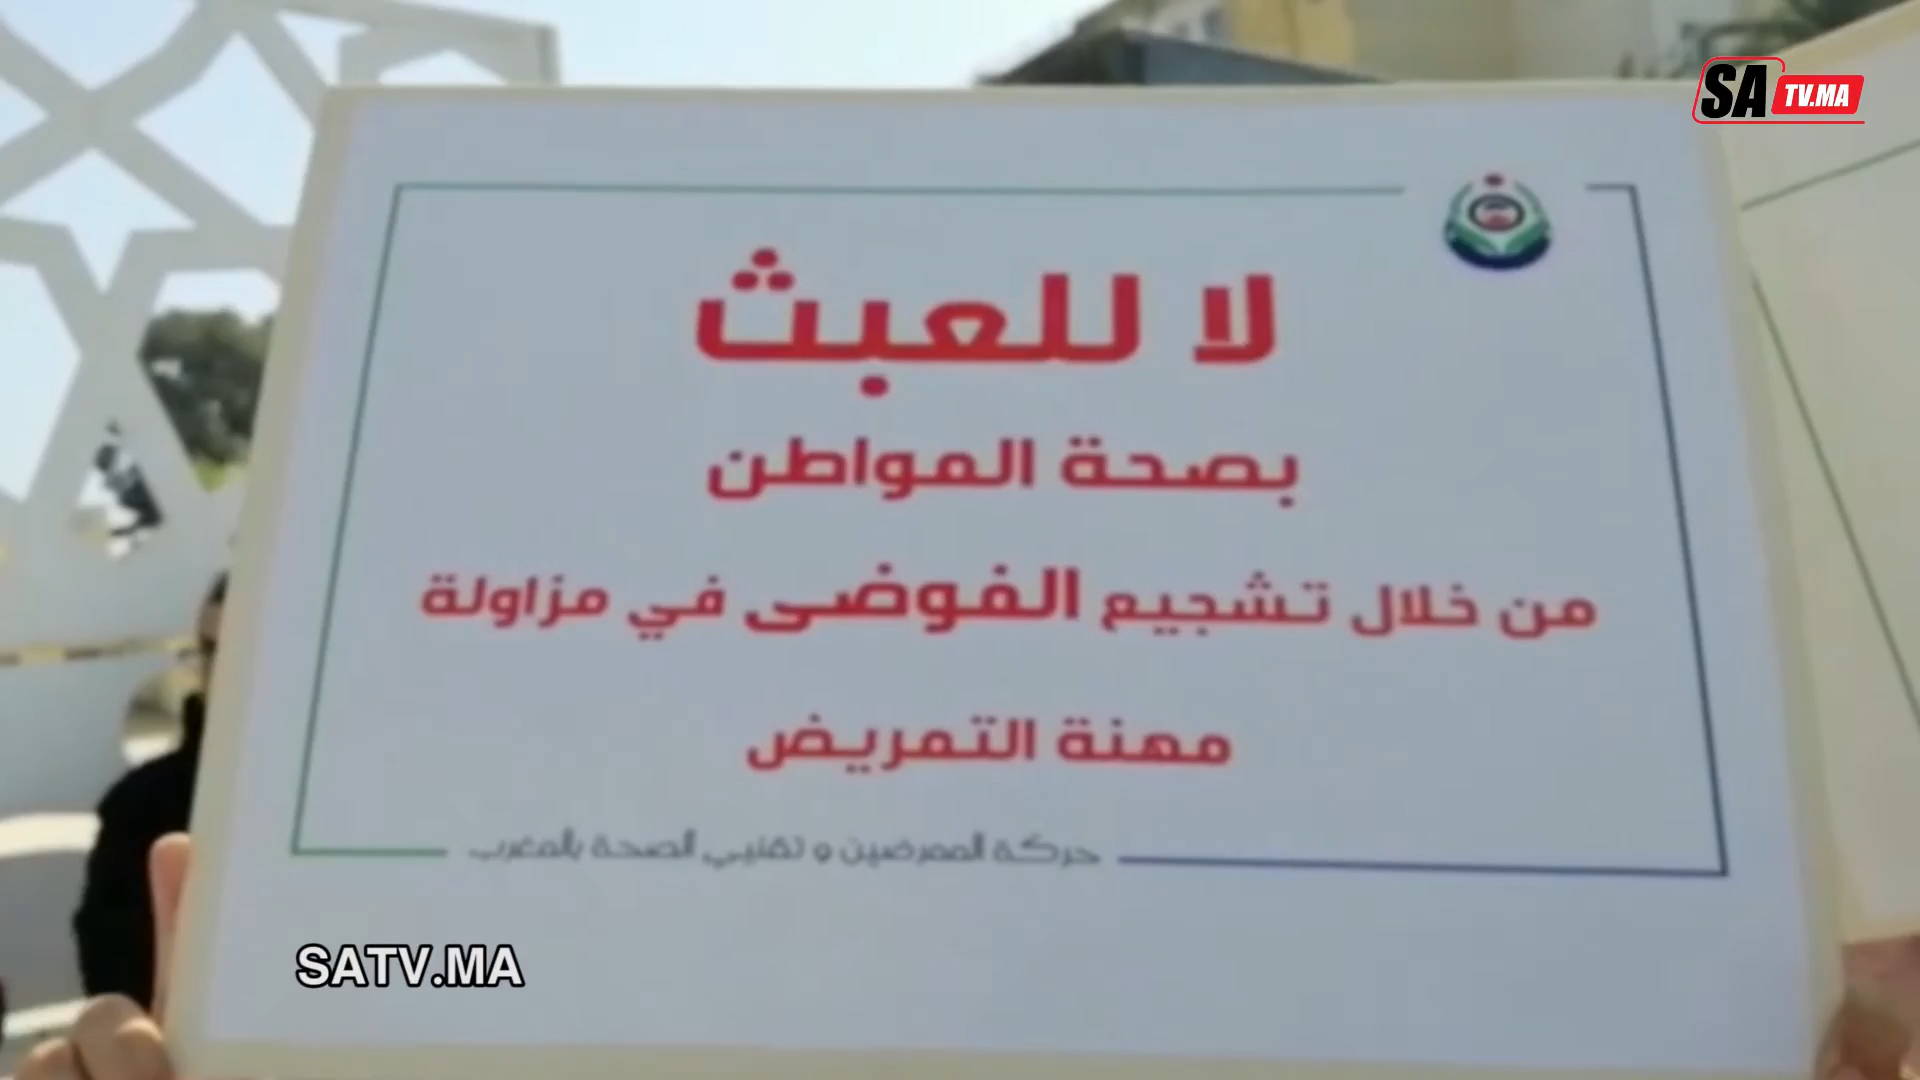 SA TV.MA
لا للعبث
بصحة المواطن
من خلال تشجيع الفوضى في مزاولة
مهنة التمريض
حركة الممرضين و تقنيي الصحة بالمغرب
SATV.MA